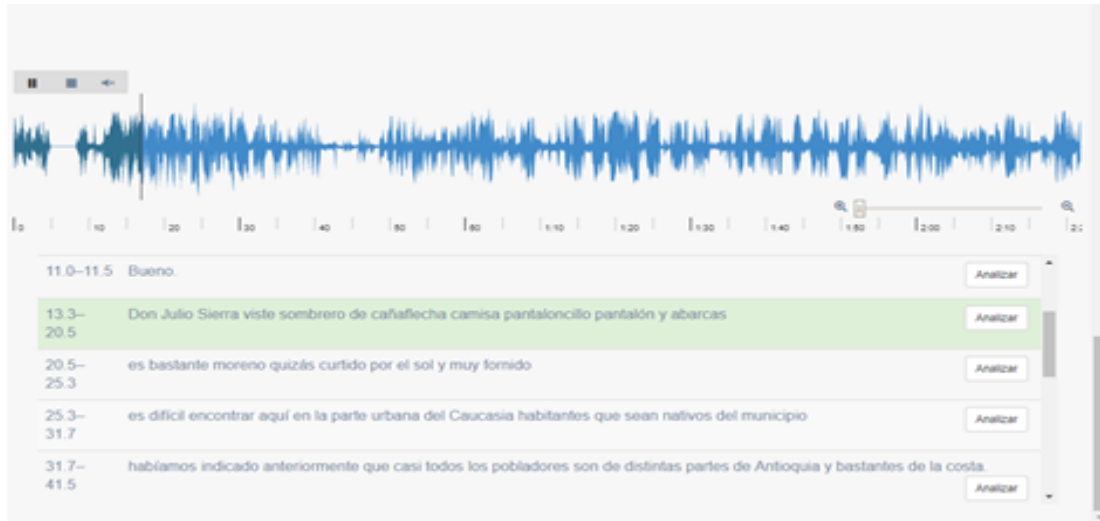 0 10 20 30 40 50 60 1:10 1:20 1:30 1:40 1:50 2:00 2:10 2:2
11.0–11.5 Bueno. Analizar
13.3– Don Julio Sierra viste sombrero de cañaflecha camisa pantaloncillo pantalón y abarcas Analizar
20.5
20.5– es bastante moreno quizás curtido por el sol y muy fornido Analizar
25.3
25.3– es difícil encontrar aquí en la parte urbana del Caucasia habitantes que sean nativos del municipio Analizar
31.7
31.7– habíamos indicado anteriormente que casi todos los pobladores son de distintas partes de Antioquia y bastantes de la costa.
41.5 Analizar